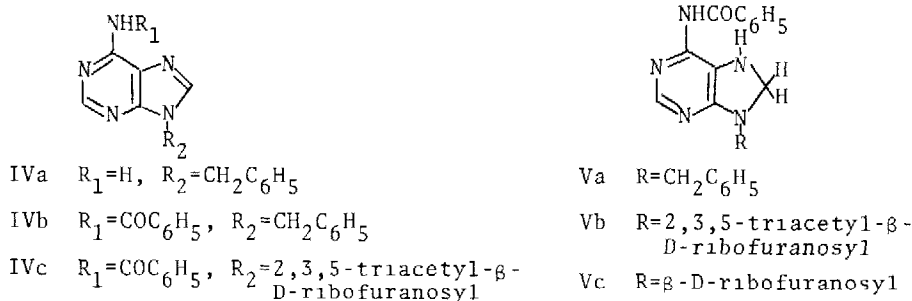 NHR1
N
N
N
N
R2
IVa R1=H, R2=CH2C6H5
IVb R1=COC6H5, R2=CH2C6H5
IVc R1=COC6H5, R2=2,3,5-triacetyl-β-
D-ribofuranosyl
NHCOC6H5
H
N
N
H
H
N
N
R
Va R=CH2C6H5
Vb R=2,3,5-triacetyl-β-
D-ribofuranosyl
Vc R=β-D-ribofuranosyl